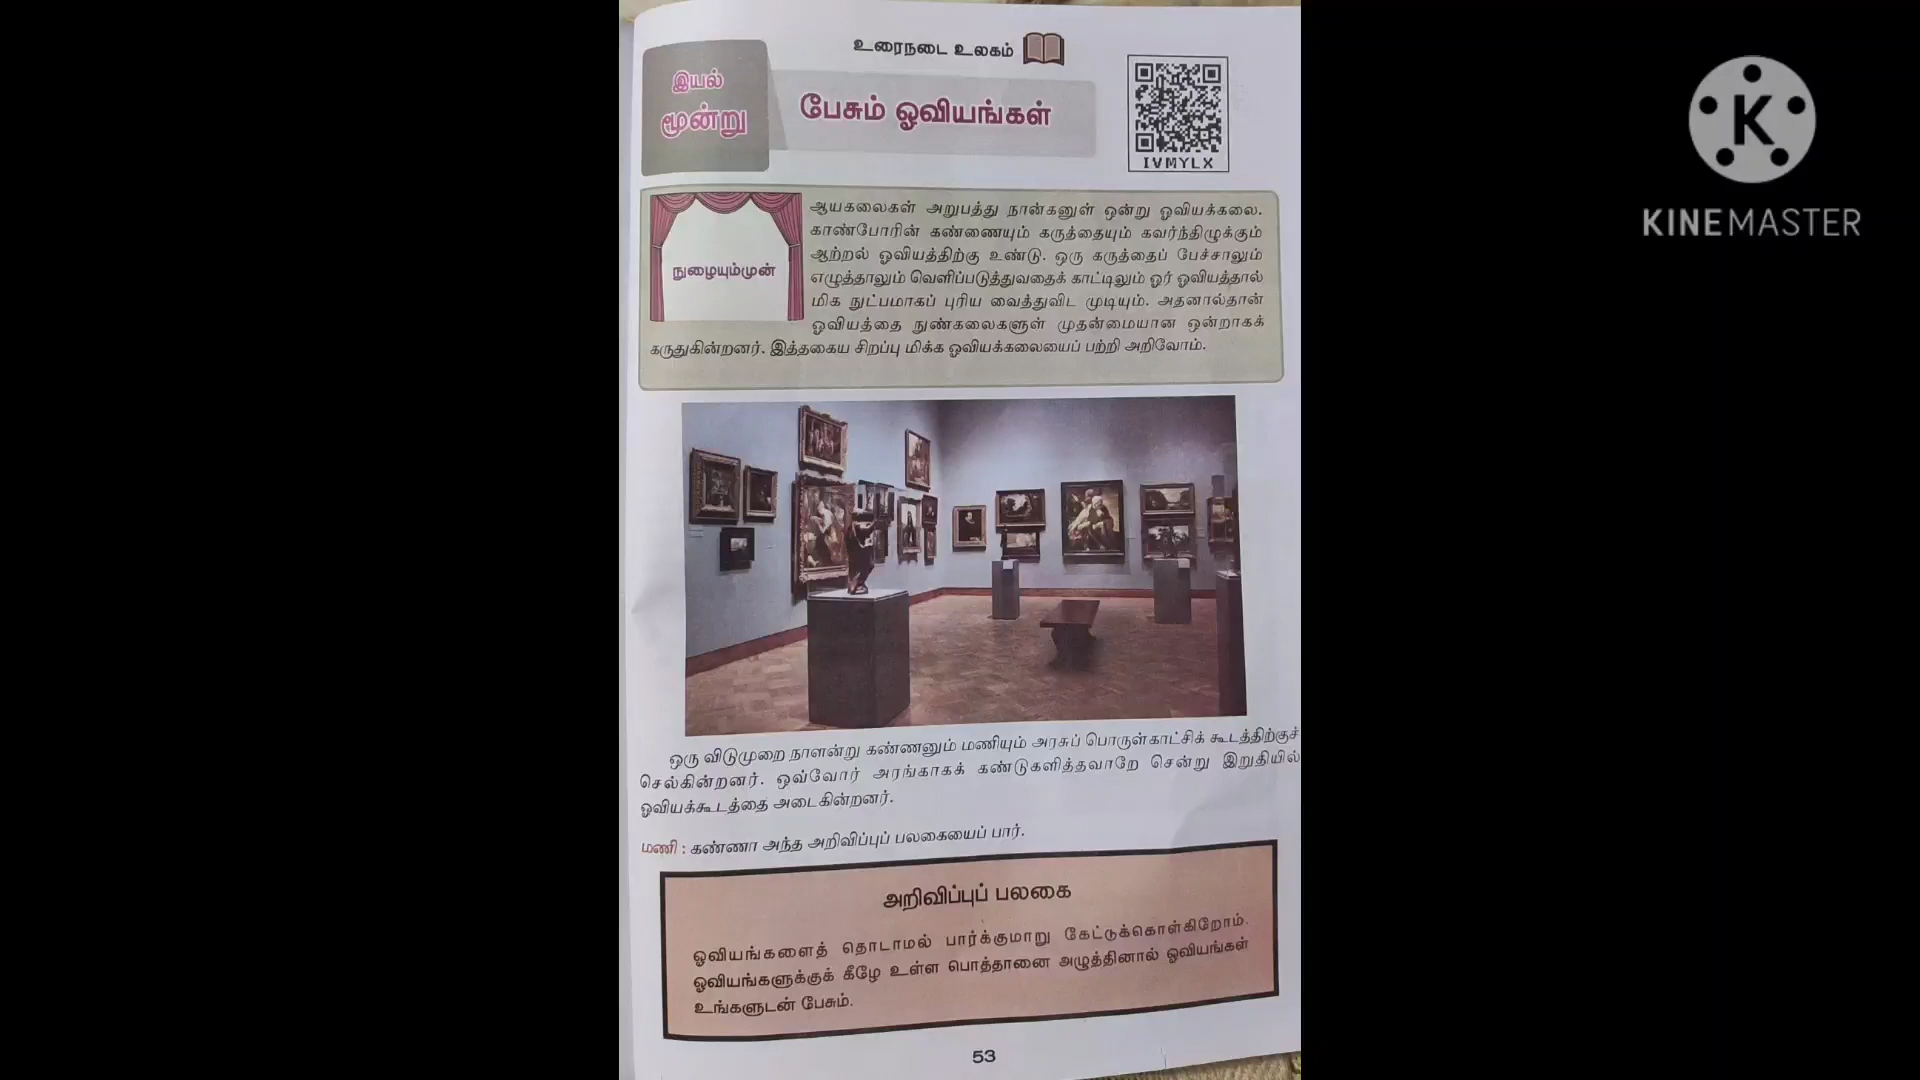 உரைநடை உலகம்
இயல்
மூன்று
பேசும் ஓவியங்கள்
IVMYLX
நுழையும்முன்
ஆயகலைகள் அறுபத்து நான்கனுள் ஒன்று ஓவியக்கலை.
காண்போரின் கண்ணையும் கருத்தையும் கவர்ந்திழுக்கும்
ஆற்றல் ஓவியத்திற்கு உண்டு. ஒரு கருத்தைப் பேச்சாலும்
எழுத்தாலும் வெளிப்படுத்துவதைக் காட்டிலும் ஓர் ஓவியத்தால்
மிக நுட்பமாகப் புரிய வைத்துவிட முடியும். அதனால்தான்
ஓவியத்தை நுண்கலைகளுள் முதன்மையான ஒன்றாகக்
கருதுகின்றனர். இத்தகைய சிறப்பு மிக்க ஓவியக்கலையைப் பற்றி அறிவோம்.
ஒரு விடுமுறை நாளன்று கண்ணனும் மணியும் அரசுப் பொருள்காட்சிக் கூடத்திற்குச்
செல்கின்றனர். ஒவ்வோர் அரங்காகக் கண்டுகளித்தவாறே சென்று இறுதியில்
ஓவியக்கூடத்தை அடைகின்றனர்.
மணி : கண்ணா அந்த அறிவிப்புப் பலகையைப் பார்.
அறிவிப்புப் பலகை
ஓவியங்களைத் தொடாமல் பார்க்குமாறு கேட்டுக்கொள்கிறோம்.
ஓவியங்களுக்குக் கீழே உள்ள பொத்தானை அழுத்தினால் ஓவியங்கள்
உங்களுடன் பேசும்.
53
K
KINEMASTER